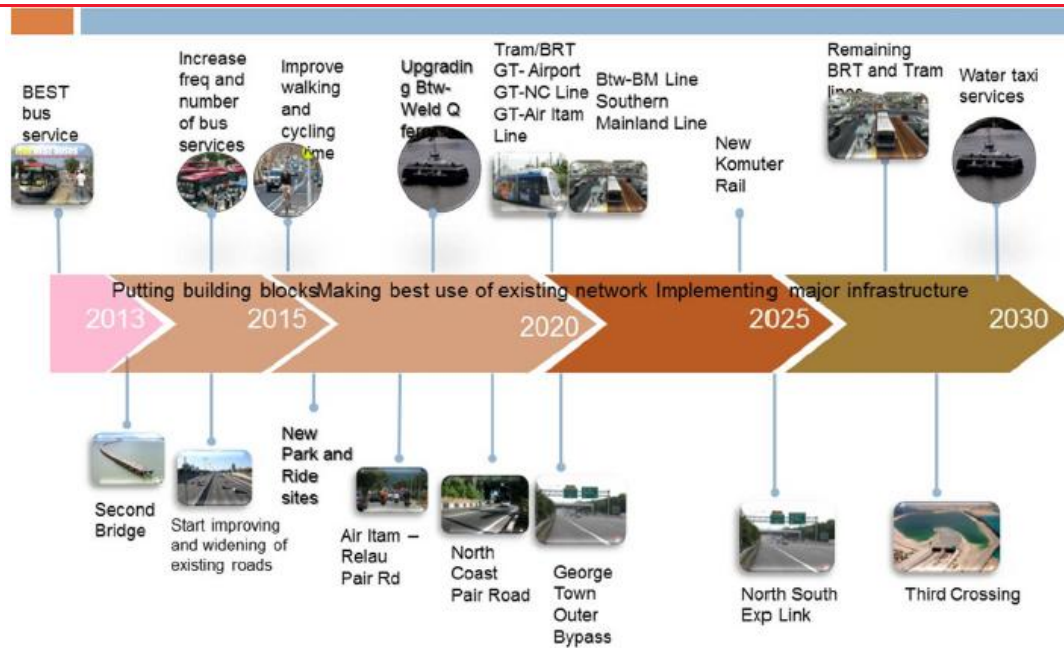 BEST
bus
service
Increase
freq and
number
of bus
services
Improve
walking
and
cycling
Upgradin
g Btw-
Weld Q
Tram/BRT
GT- Airport
GT-NC Line
GT-Air Itam
Line
Btw-BM Line
Southern
Mainland Line
New
Komuter
Rail
Remaining
BRT and Tram
lines
Water taxi
services
Putting building blocks
Making best use of existing network
Implementing major infrastructure
2013
2015
2020
2025
2030
Second
Bridge
Start improving
and widening of
existing roads
New
Park and
Ride
sites
Air Itam –
Relau
Pair Rd
North
Coast
Pair Road
George
Town
Outer
Bypass
North South
Exp Link
Third Crossing